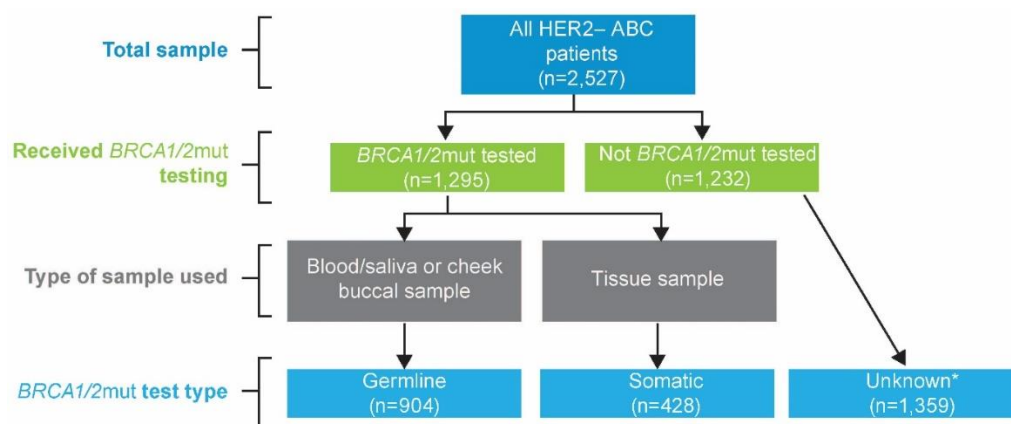 Total sample
All HER2– ABC
patients
(n=2,527)
Received BRCA1/2mut
testing
BRCA1/2mut tested
(n=1,295)
Not BRCA1/2mut tested
(n=1,232)
Type of sample used
Blood/saliva or cheek
buccal sample
Tissue sample
BRCA1/2mut test type
Germline
(n=904)
Somatic
(n=428)
Unknown*
(n=1,359)